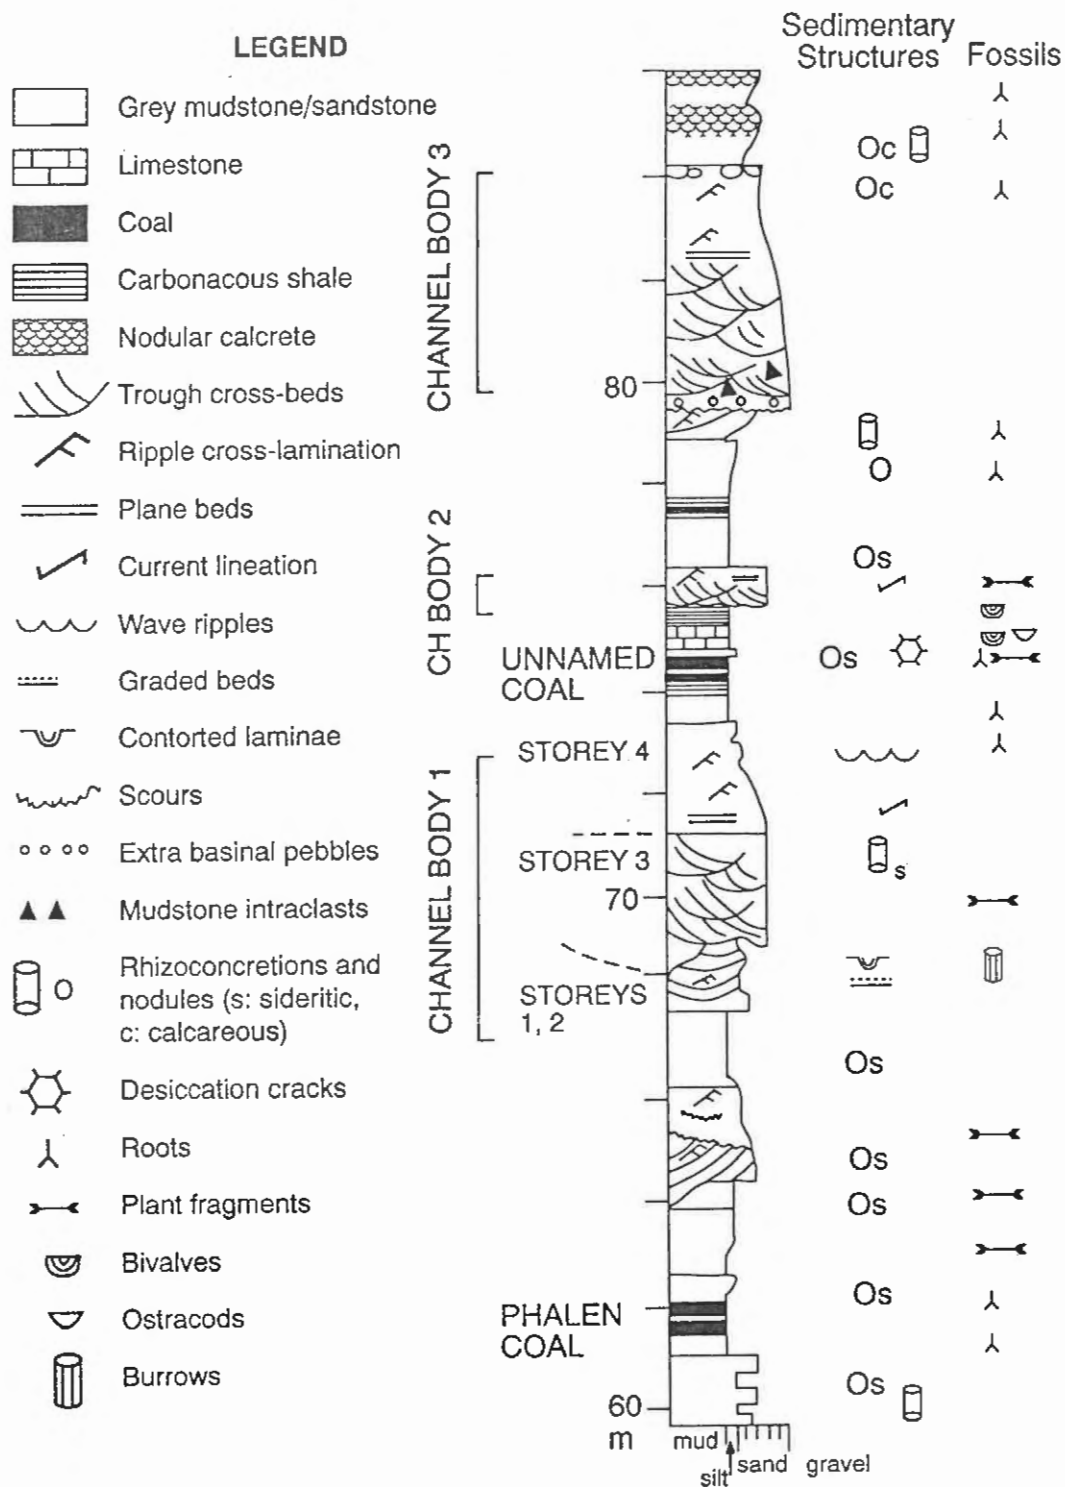 LEGEND
Grey mudstone/sandstone
Limestone
Coal
Carbonacous shale
Nodular calcrete
Trough cross-beds
Ripple cross-lamination
Plane beds
Current lineation
Wave ripples
Graded beds
Contorted laminae
Scours
Extra basinal pebbles
Mudstone intraclasts
O
Rhizoconcretions and
nodules (s: sideritic,
c: calcareous)
Desiccation cracks
Roots
Plant fragments
Bivalves
Ostracods
Burrows
CHANNEL BODY 3
CH BODY 2
CHANNEL BODY 1
UNNAMED
COAL
STOREY 4
STOREY 3
STOREYS
1, 2
PHALEN
COAL
80
70
60
m
mud
silt
sand
gravel
Sedimentary
Structures
Fossils
Oc
Oc
O
Os
Os
s
Os
Os
Os
Os
Os